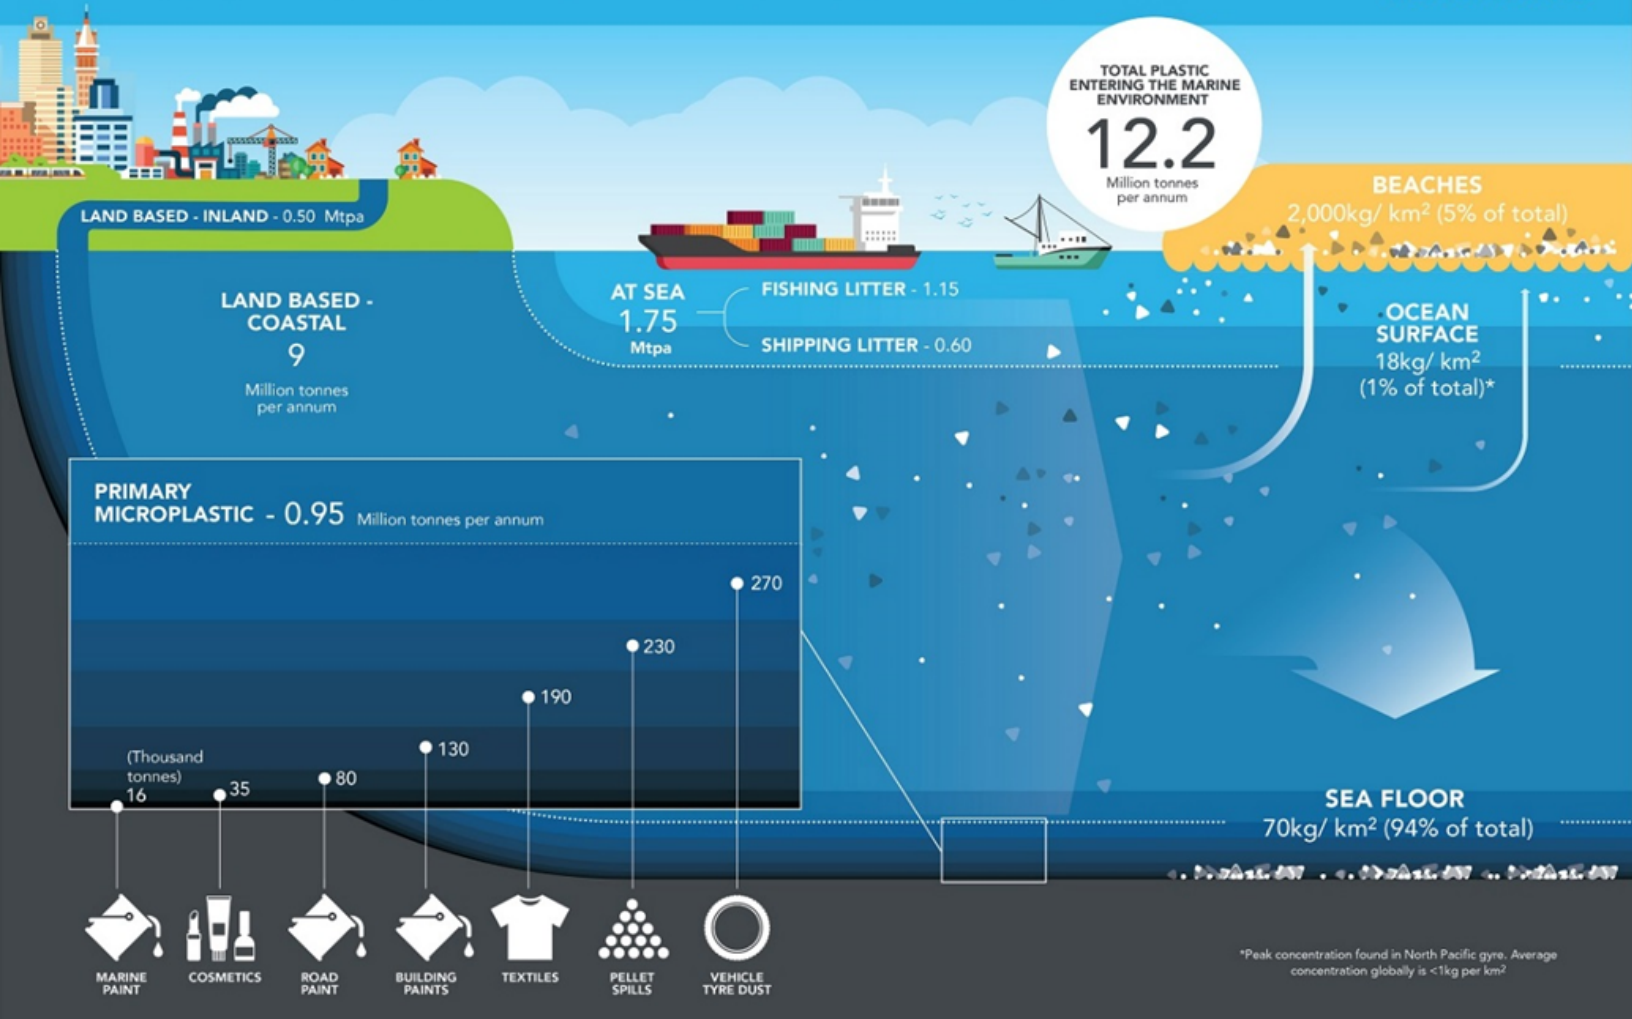 TOTAL PLASTIC
ENTERING THE MARINE
ENVIRONMENT
12.2
Million tonnes
per annum
BEACHES
2,000kg/ km² (5% of total)
LAND BASED - INLAND - 0.50 Mtpa
LAND BASED -
COASTAL
9
Million tonnes
per annum
AT SEA
1.75
Mtpa
FISHING LITTER - 1.15
SHIPPING LITTER - 0.60
OCEAN
SURFACE
18kg/ km²
(1% of total)*
PRIMARY
MICROPLASTIC - 0.95 Million tonnes per annum
270
230
190
130
80
35
(Thousand
tonnes)
16
SEA FLOOR
70kg/ km² (94% of total)
MARINE
PAINT
COSMETICS
ROAD
PAINT
BUILDING
PAINTS
TEXTILES
PELLET
SPILLS
VEHICLE
TYRE DUST
*Peak concentration found in North Pacific gyre. Average
concentration globally is <1kg per km²